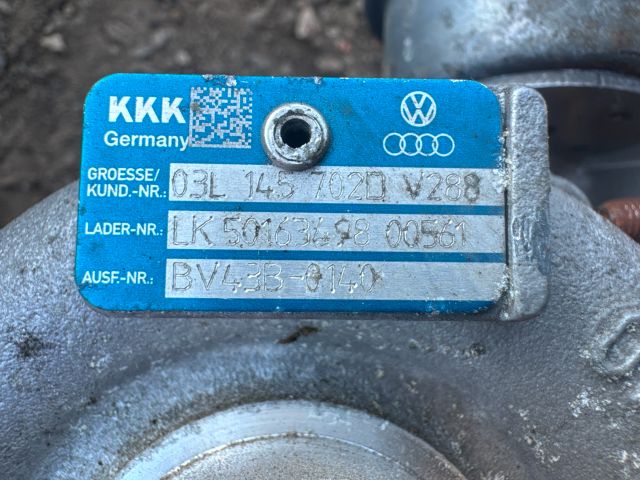 KKK
Germany
GROESSE/
KUND.-NR.: 03L 145 702D V288
LADER-NR.: LK 50163498 00561
AUSF.-NR.: BV43B-0140